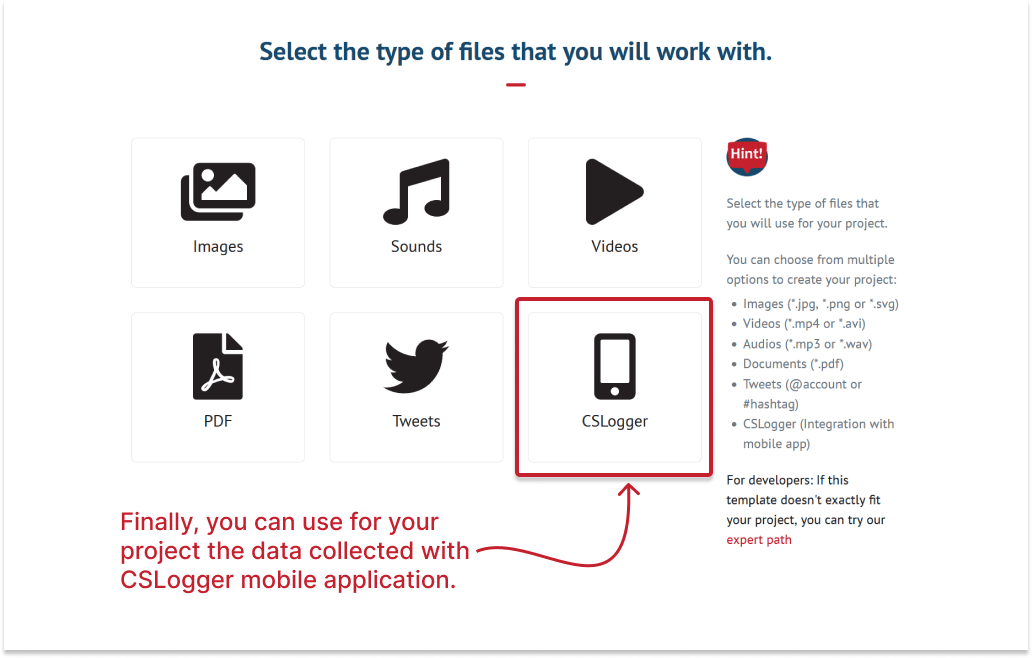 Select the type of files that you will work with.
Images
Sounds
Videos
PDF
Tweets
CSLogger
Hint!
Select the type of files that
you will use for your project.
You can choose from multiple
options to create your project:
• Images (*.jpg, *.png or *.svg)
• Videos (*.mp4 or *.avi)
• Audios (*.mp3 or *.wav)
• Documents (*.pdf)
• Tweets (@account or
#hashtag)
• CSLogger (Integration with
mobile app)
For developers: If this
template doesn't exactly fit
your project, you can try our
expert path
Finally, you can use for your
project the data collected with
CSLogger mobile application.